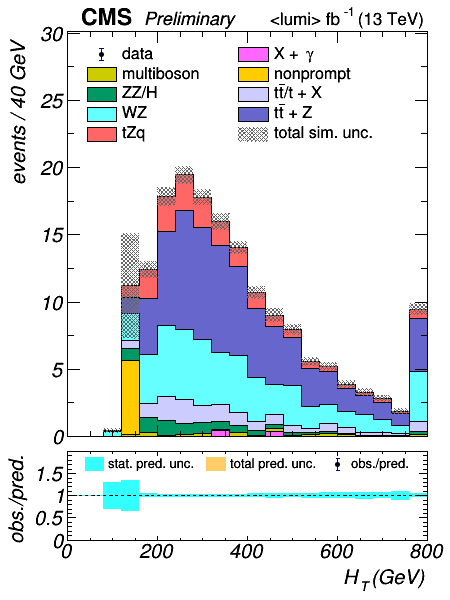 CMS Preliminary <lumi> fb⁻¹ (13 TeV)
events / 40 GeV
30
25
20
15
10
5
0
data
multiboson
ZZ/H
WZ
tZq
X + γ
nonprompt
tt̄/t + X
tt̄ + Z
total sim. unc.
obs./pred.
1.5
1
0.5
0
stat. pred. unc. total pred. unc. obs./pred.
0 200 400 600 800
H_T (GeV)